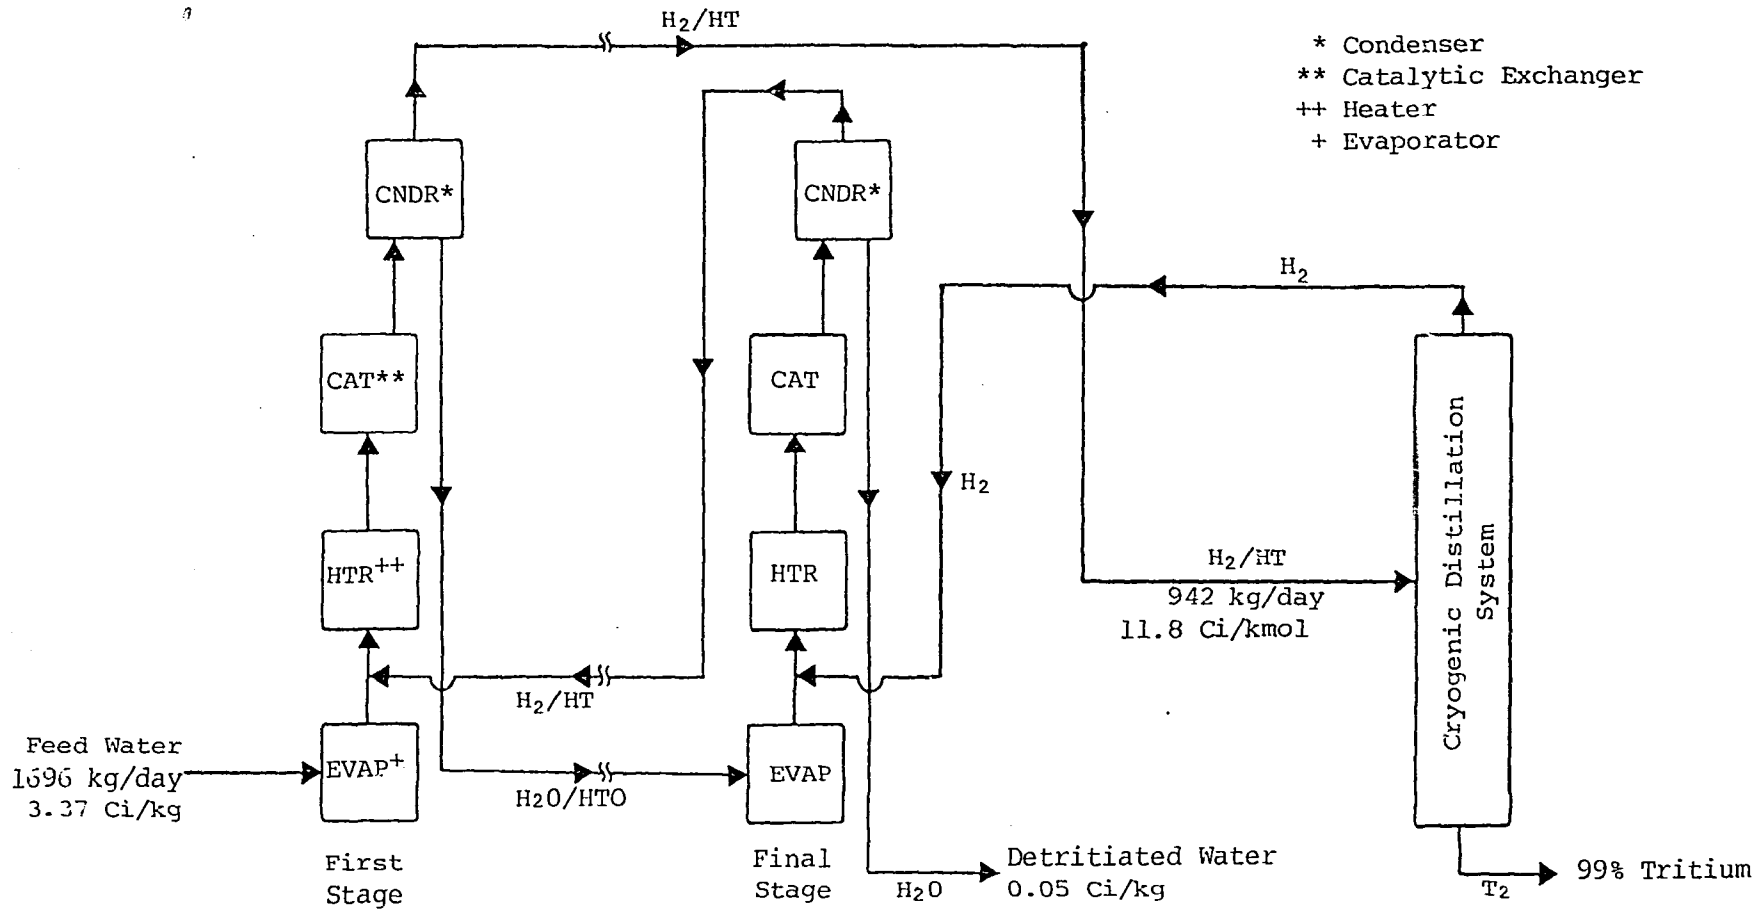 H₂/HT
* Condenser
** Catalytic Exchanger
++ Heater
+ Evaporator
CNDR*
CNDR*
H₂
CAT**
CAT
H₂
HTR++
HTR
H₂/HT
942 kg/day
11.8 Ci/kmol
Cryogenic Distillation
System
H₂/HT
Feed Water
1696 kg/day
3.37 Ci/kg
EVAP+
EVAP
H₂O/HTO
First
Stage
Final
Stage
H₂O
Detritiated Water
0.05 Ci/kg
T₂
99% Tritium